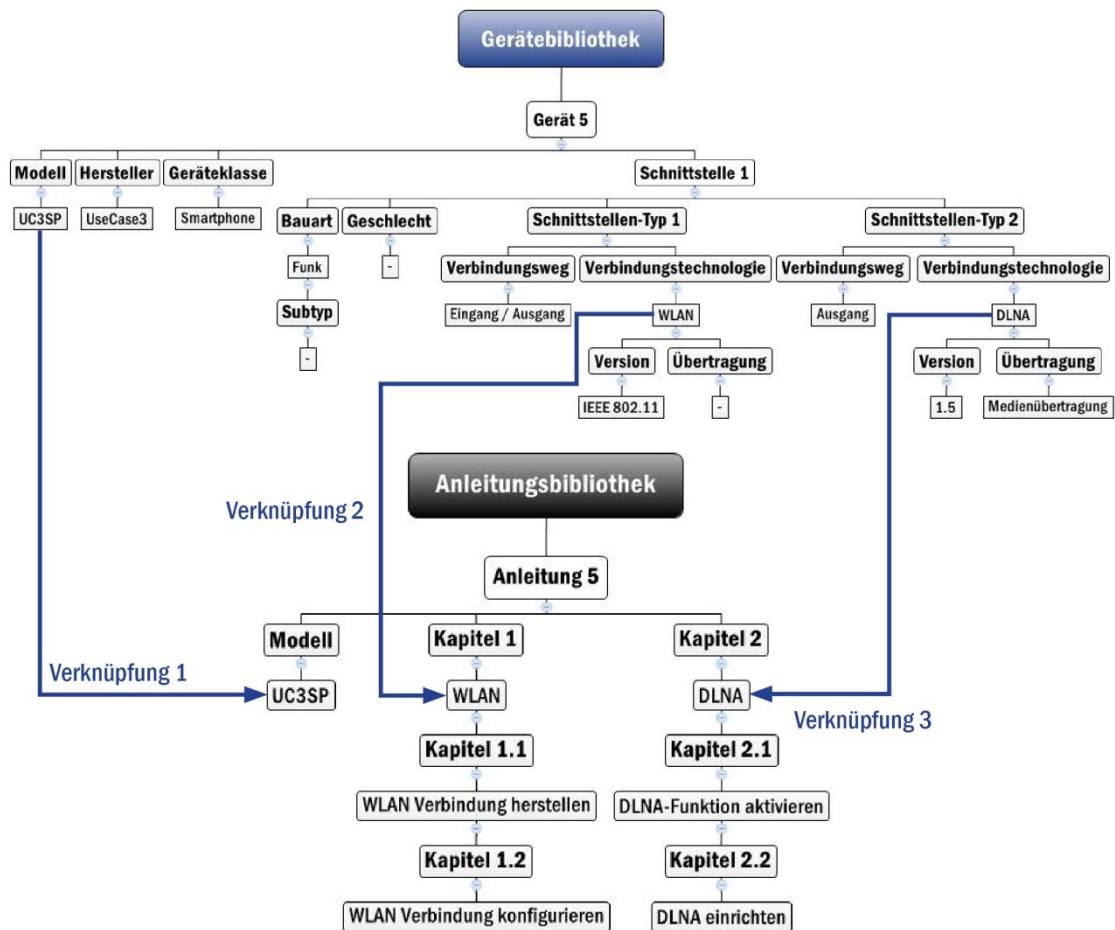 Gerätebibliothek
Gerät 5
Modell
Hersteller
Geräteklasse
Schnittstelle 1
UC3SP
UseCase3
Smartphone
Bauart
Geschlecht
Schnittstellen-Typ 1
Schnittstellen-Typ 2
Funk
-
Verbindungsweg
Verbindungstechnologie
Verbindungsweg
Verbindungstechnologie
Subtyp
Eingang / Ausgang
WLAN
Ausgang
DLNA
-
Version
Übertragung
Version
Übertragung
IEEE 802.11
-
1.5
Medienübertragung
Anleitungsbibliothek
Verknüpfung 2
Anleitung 5
Modell
Kapitel 1
Kapitel 2
Verknüpfung 1
UC3SP
WLAN
DLNA
Verknüpfung 3
Kapitel 1.1
Kapitel 2.1
WLAN Verbindung herstellen
DLNA-Funktion aktivieren
Kapitel 1.2
Kapitel 2.2
WLAN Verbindung konfigurieren
DLNA einrichten